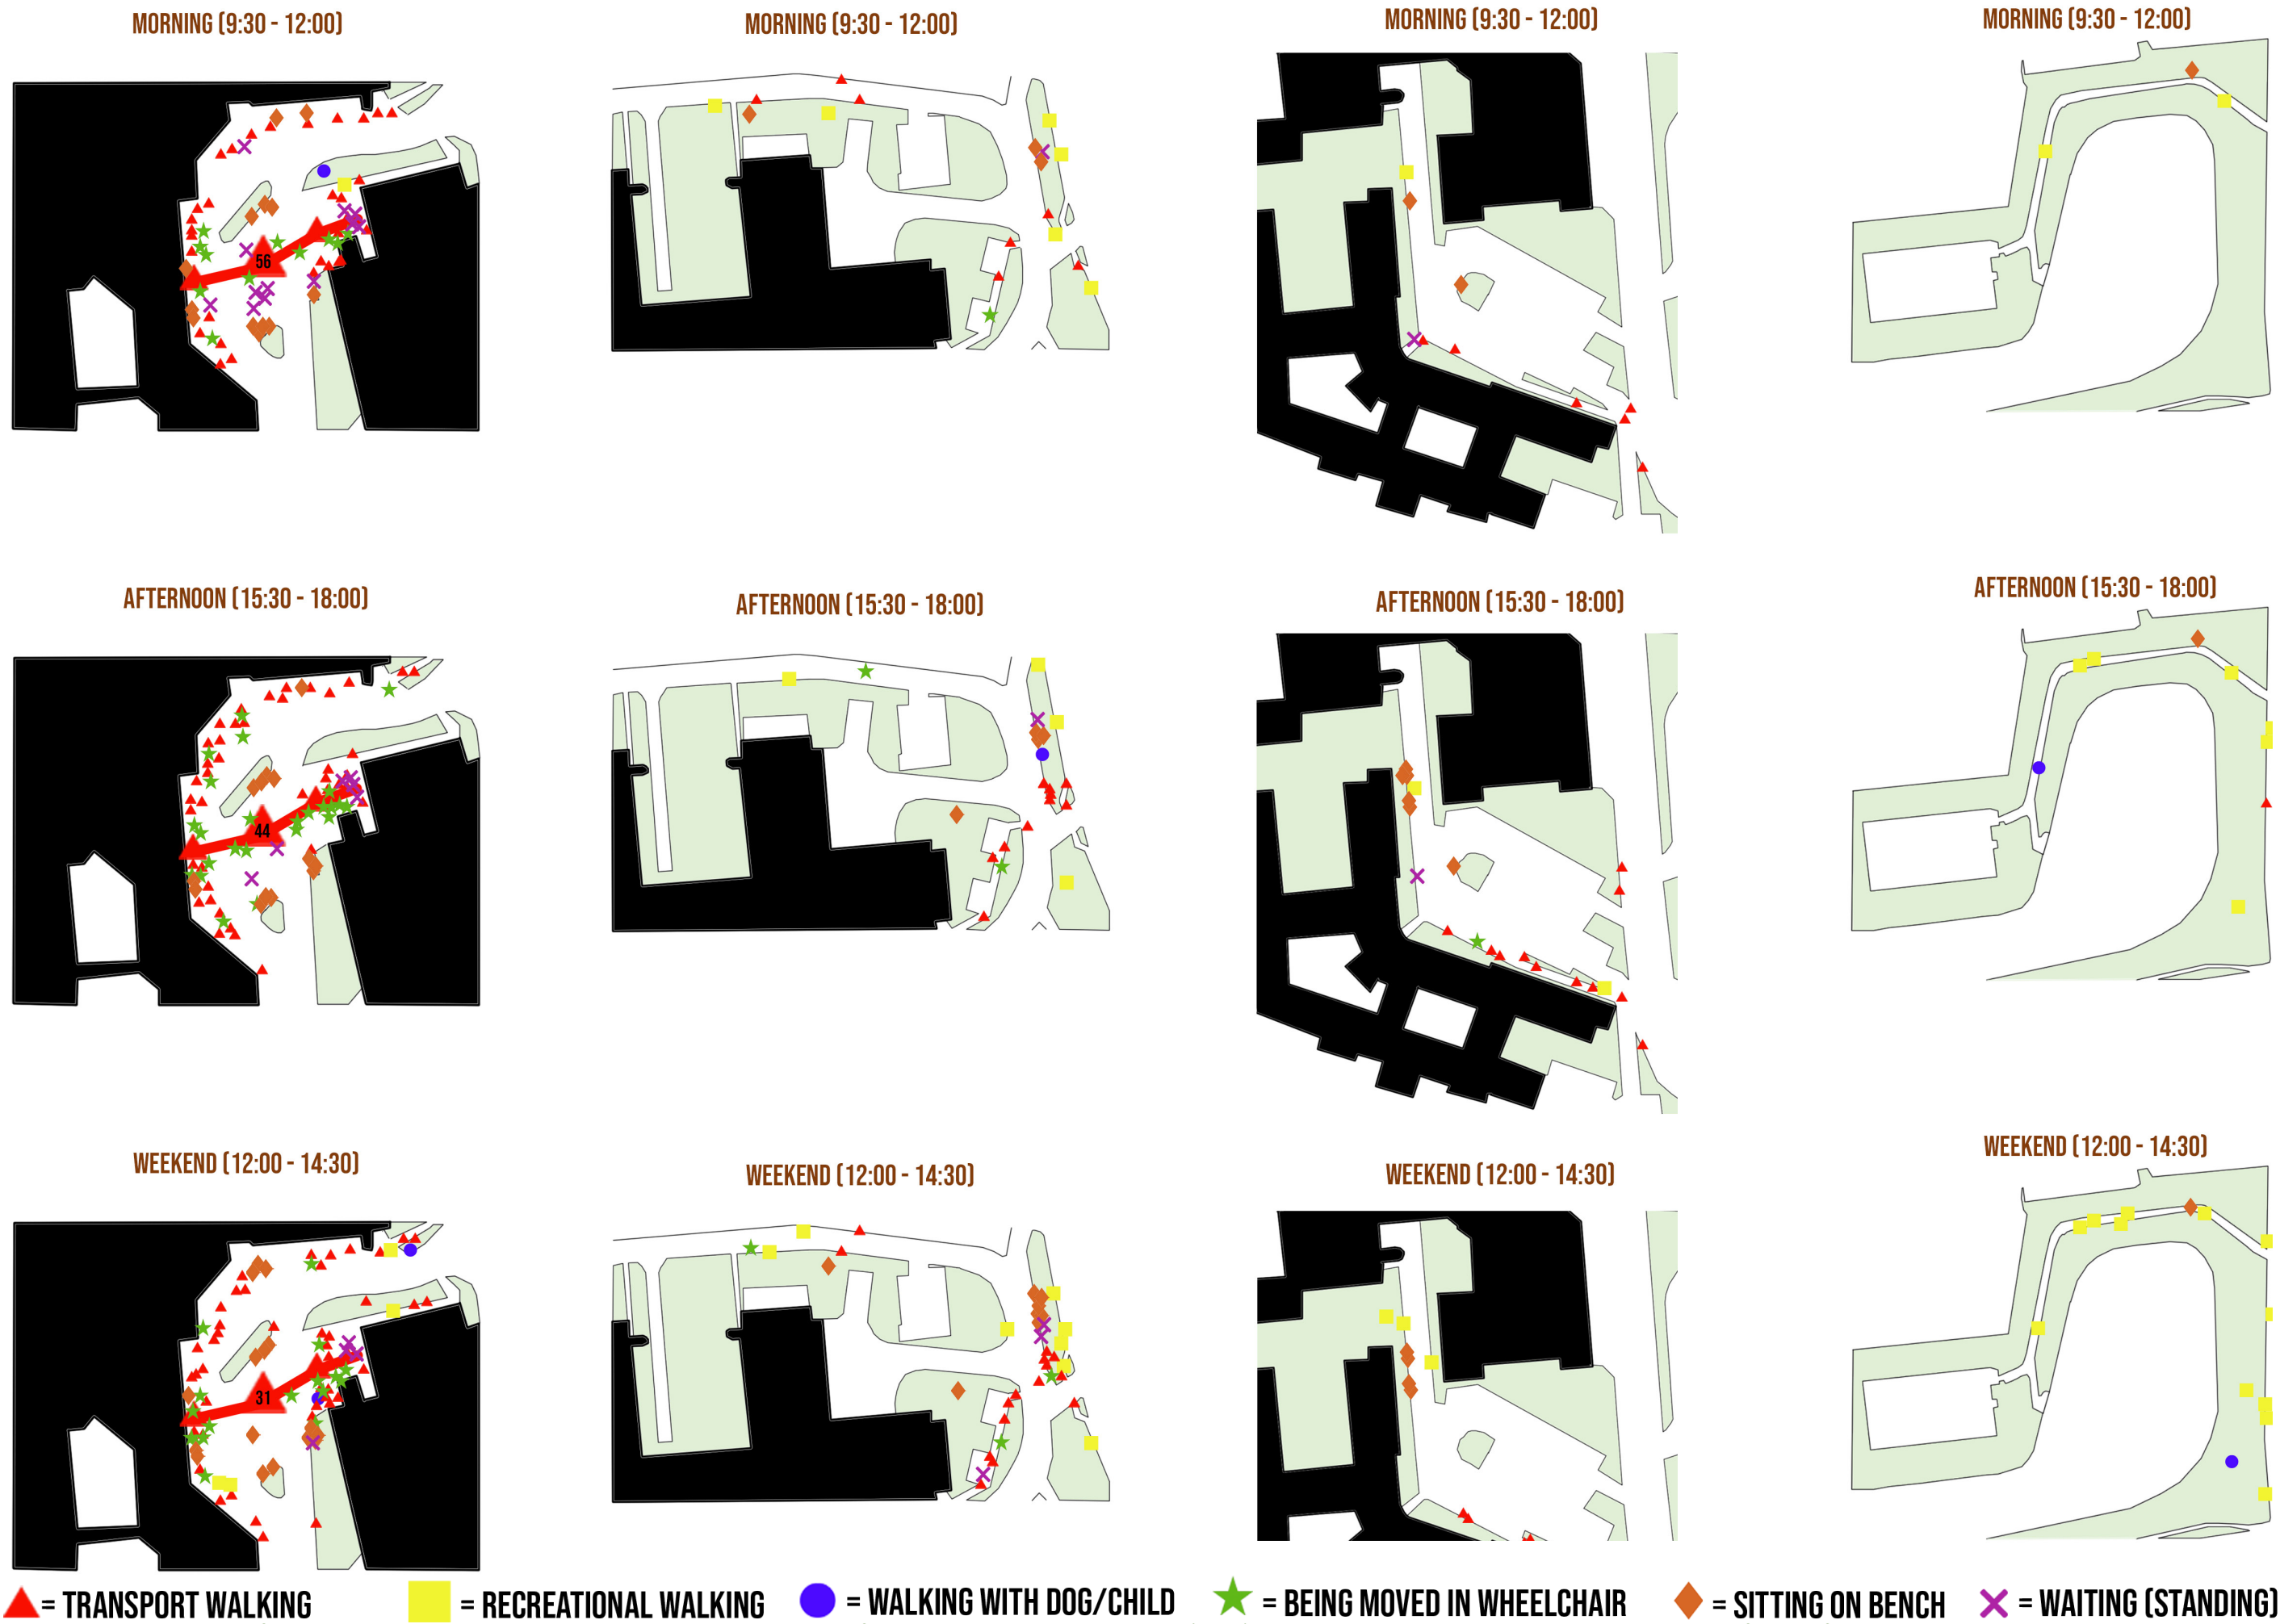 MORNING (9:30 - 12:00)
MORNING (9:30 - 12:00)
MORNING (9:30 - 12:00)
MORNING (9:30 - 12:00)
56
AFTERNOON (15:30 - 18:00)
AFTERNOON (15:30 - 18:00)
AFTERNOON (15:30 - 18:00)
AFTERNOON (15:30 - 18:00)
44
WEEKEND (12:00 - 14:30)
WEEKEND (12:00 - 14:30)
WEEKEND (12:00 - 14:30)
WEEKEND (12:00 - 14:30)
31
= TRANSPORT WALKING
= RECREATIONAL WALKING
= WALKING WITH DOG/CHILD
= BEING MOVED IN WHEELCHAIR
= SITTING ON BENCH
= WAITING (STANDING)